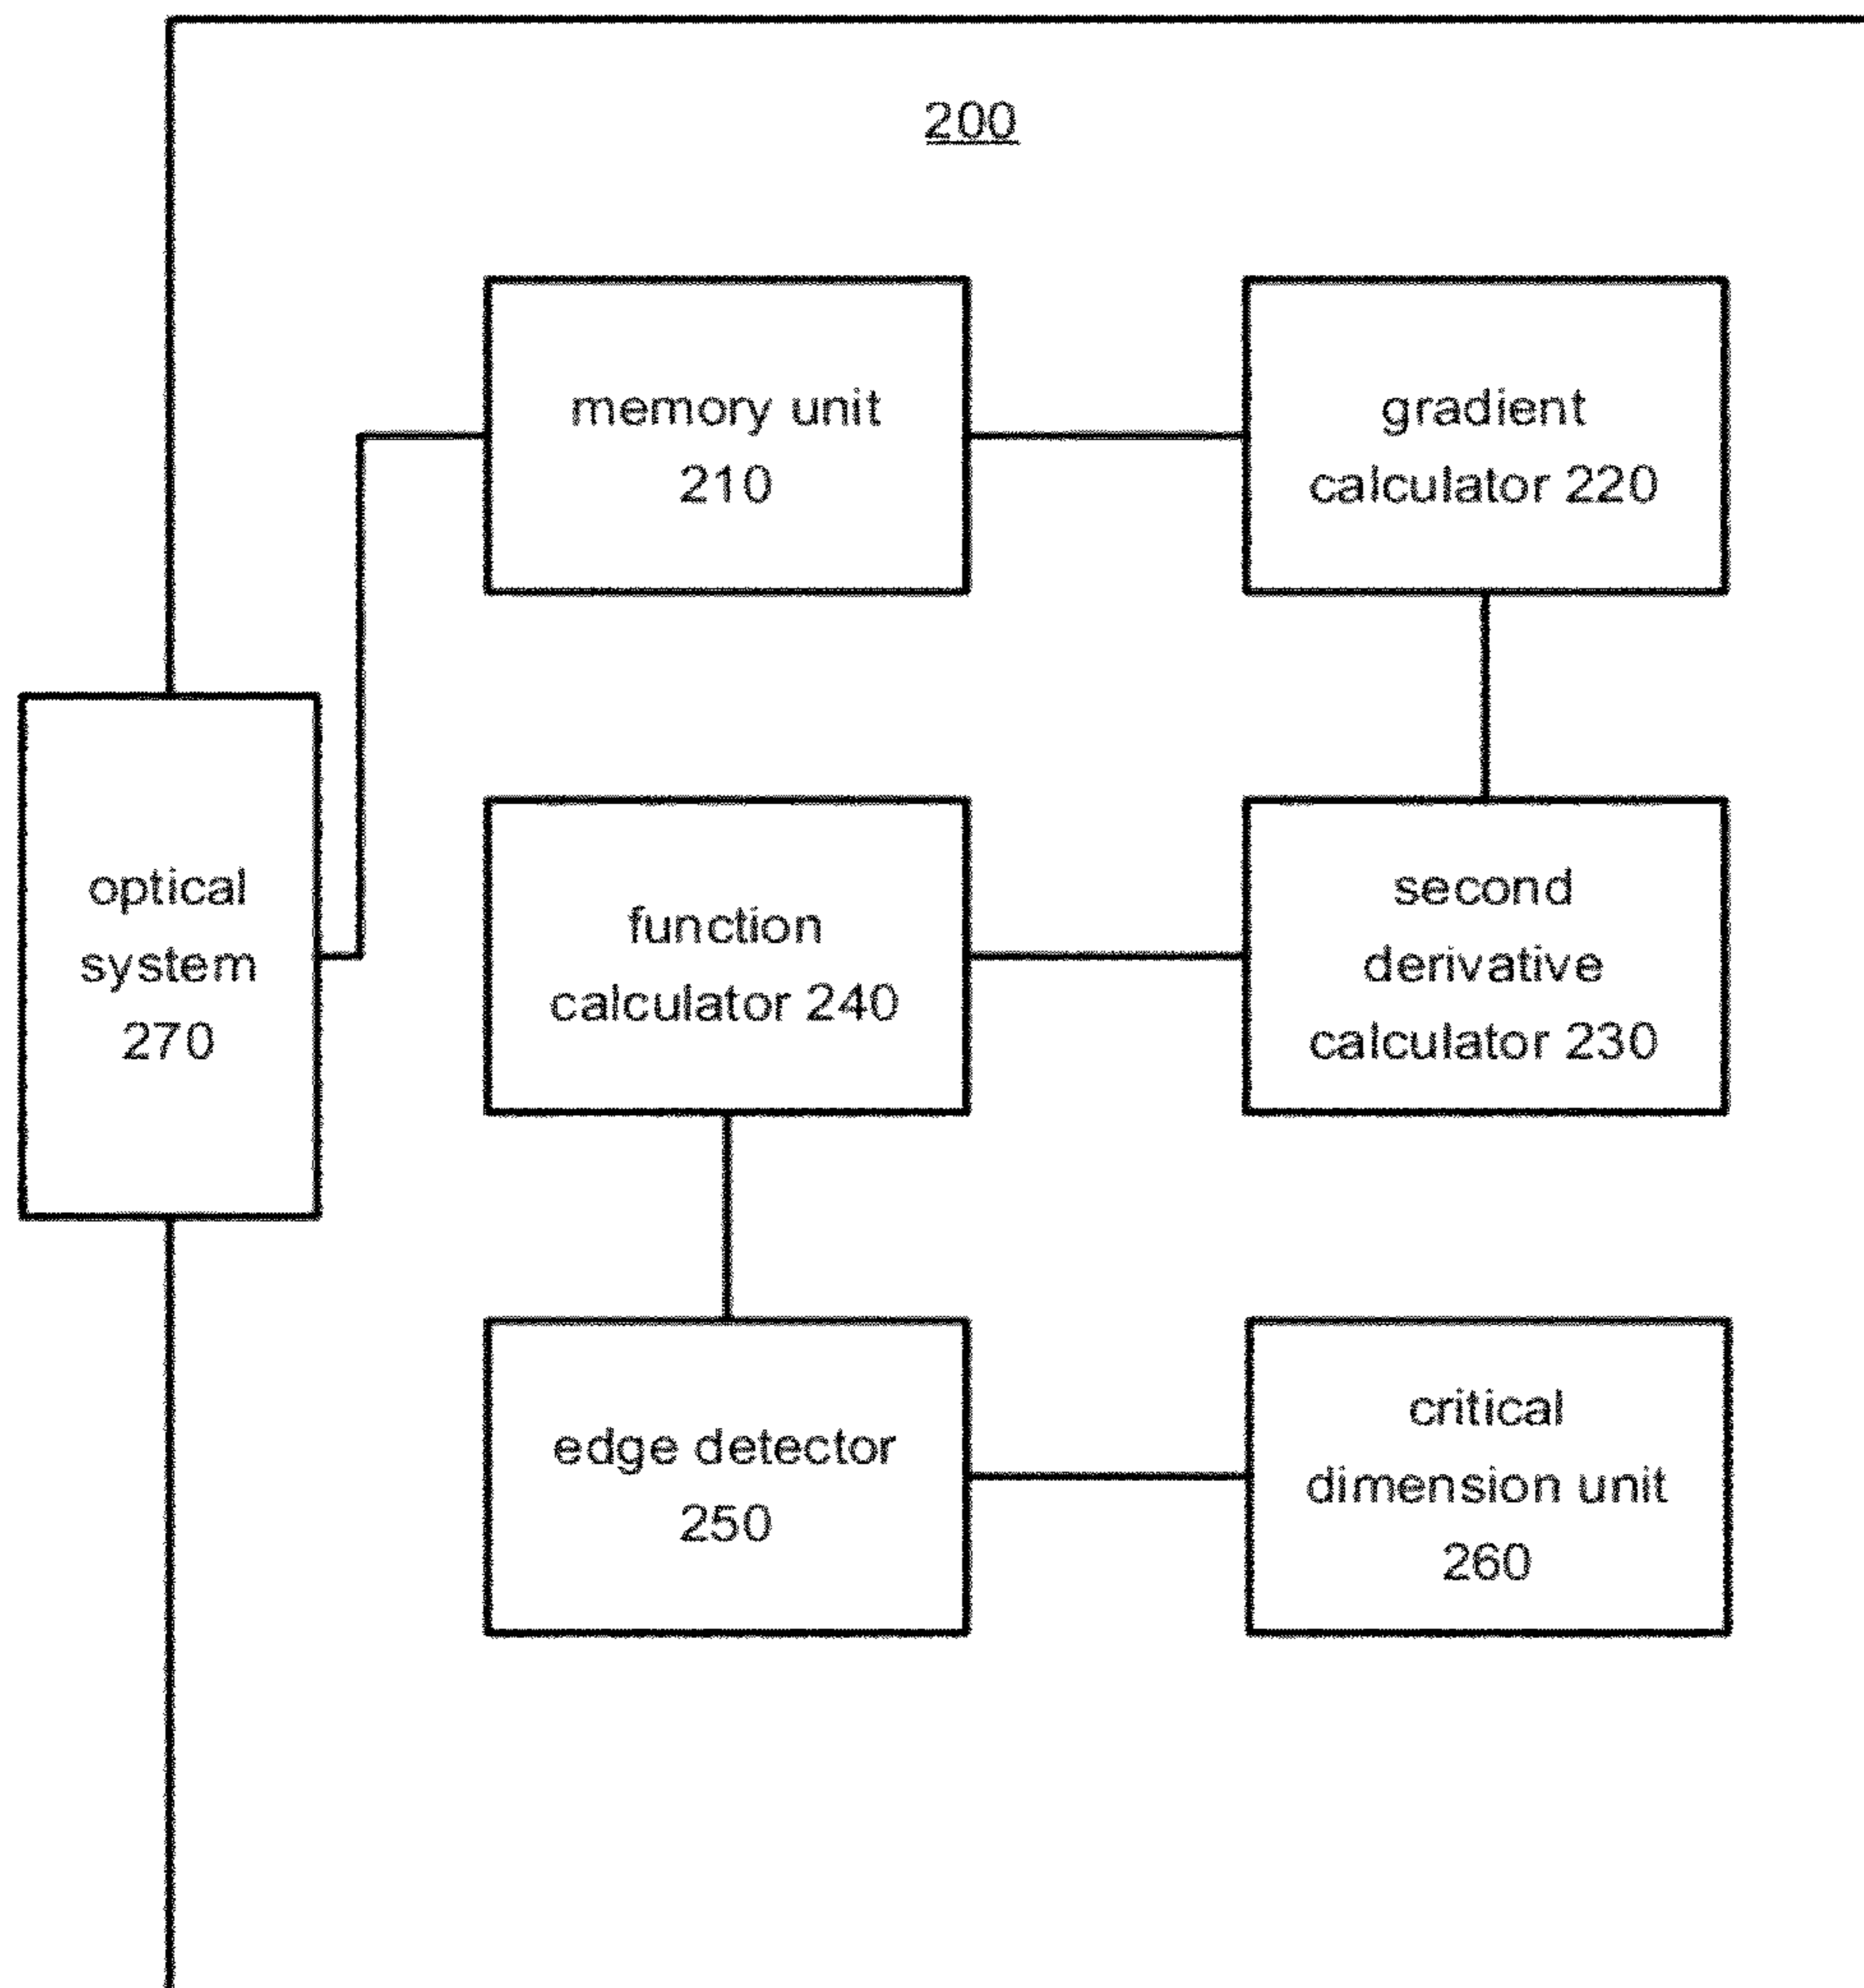 200
memory unit
210
gradient
calculator 220
optical
system
270
function
calculator 240
second
derivative
calculator 230
edge detector
250
critical
dimension unit
260